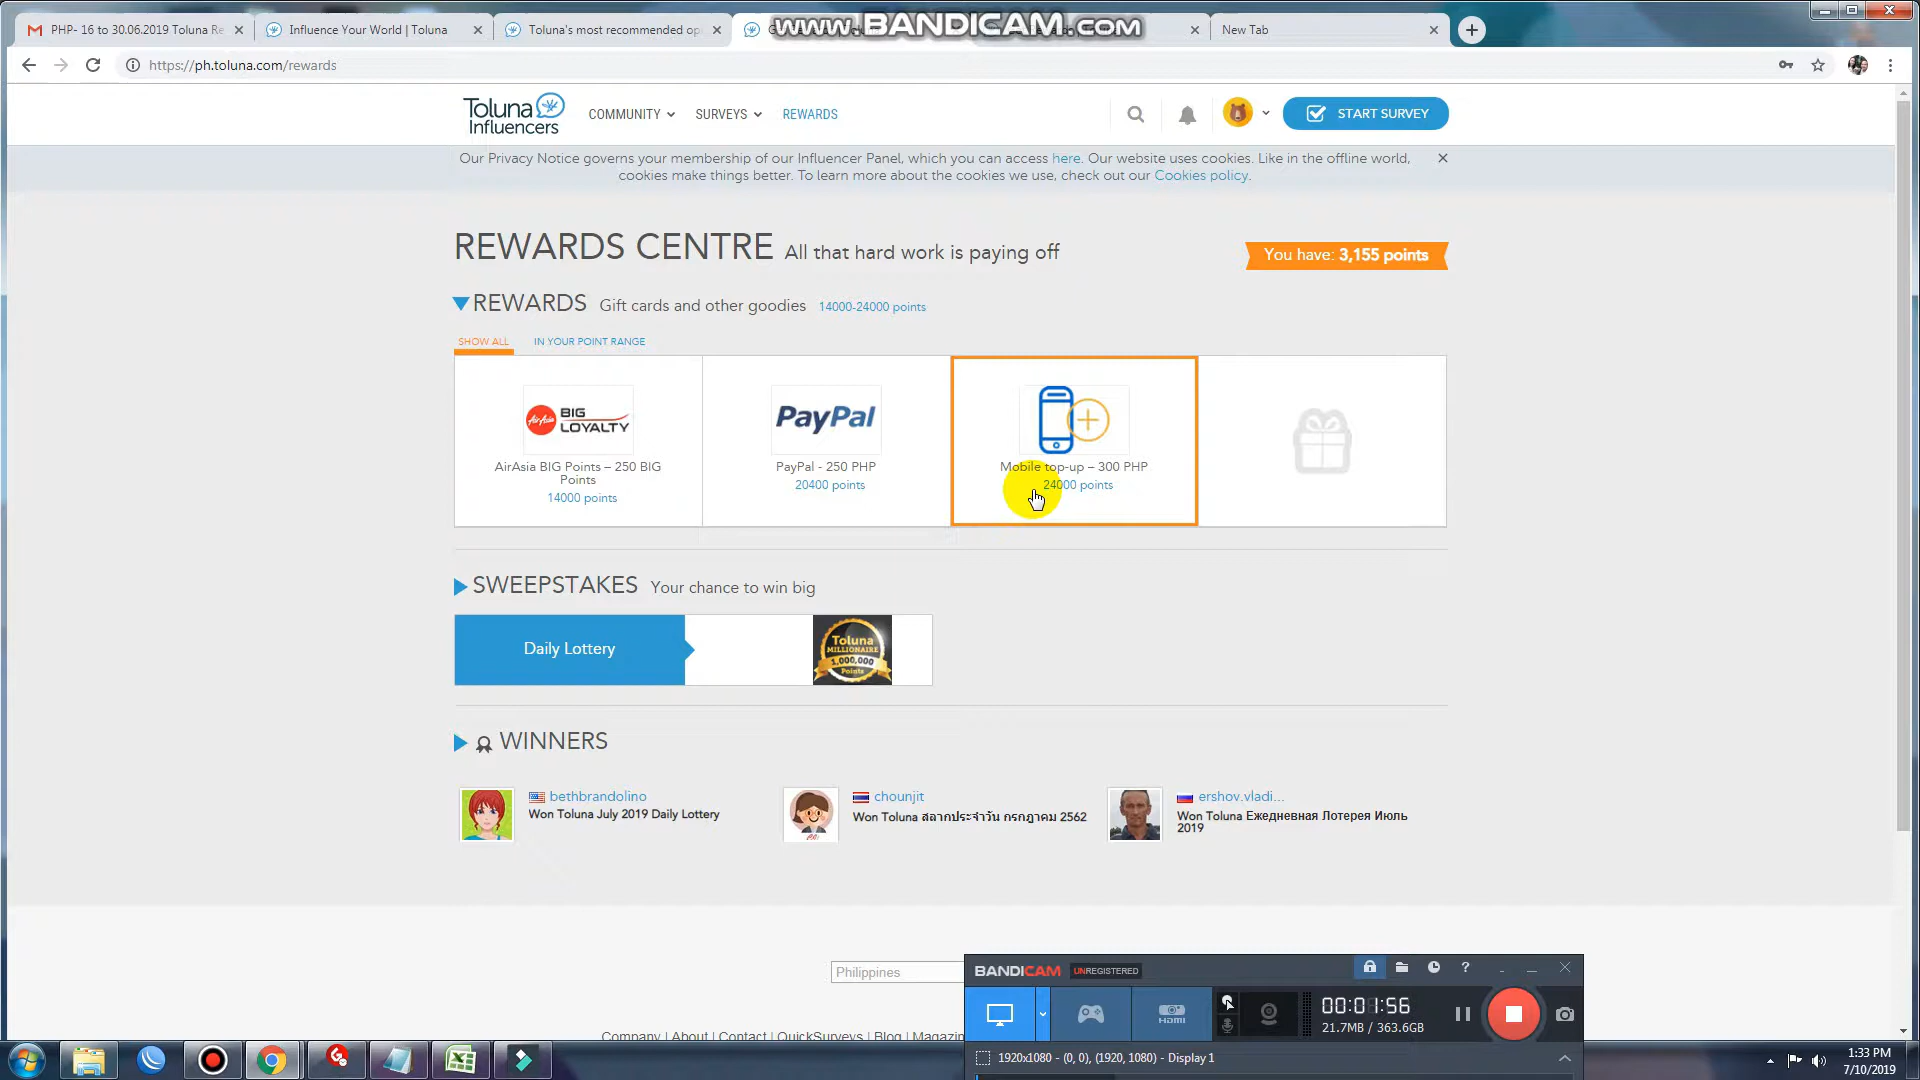 PHP- 16 to 30.06.2019 Toluna Re
Influence Your World | Toluna
Toluna's most recommended op
New Tab
www.BANDICAM.com
https://ph.toluna.com/rewards
Toluna Influencers
COMMUNITY
SURVEYS
REWARDS
START SURVEY
Our Privacy Notice governs your membership of our Influencer Panel, which you can access here. Our website uses cookies. Like in the offline world,
cookies make things better. To learn more about the cookies we use, check out our Cookies policy.
REWARDS CENTRE All that hard work is paying off
You have: 3,155 points
REWARDS Gift cards and other goodies 14000-24000 points
SHOW ALL
IN YOUR POINT RANGE
AirAsia BIG LOYALTY
PayPal
AirAsia BIG Points – 250 BIG
Points
14000 points
PayPal - 250 PHP
20400 points
Mobile top-up – 300 PHP
24000 points
SWEEPSTAKES Your chance to win big
Daily Lottery
Toluna
MILLIONAIRE
1,000,000
Points
WINNERS
bethbrandolino
Won Toluna July 2019 Daily Lottery
chounjit
Won Toluna สลากประจำวัน กรกฎาคม 2562
ershov.vladi...
Won Toluna Ежедневная Лотерея Июль
2019
Philippines
Company | About | Contact | QuickSurveys | Blog | Magazin
BANDICAM UNREGISTERED
HDMI
00:01:56
21.7MB / 363.6GB
1920x1080 - (0, 0), (1920, 1080) - Display 1
1:33 PM
7/10/2019